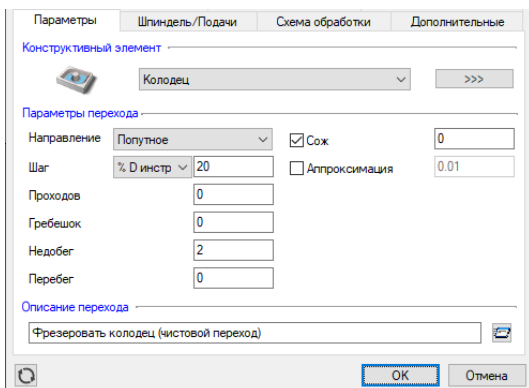 Параметры Шпиндель/Подачи Схема обработки Дополнительные
Конструктивный элемент
Колодец >>>
Параметры перехода
Направление Попутное Сож 0
Шаг % D инстр 20 Аппроксимация 0.01
Проходов 0
Гребешок 0
Недобег 2
Перебег 0
Описание перехода
Фрезеровать колодец (чистовой переход)
OK Отмена